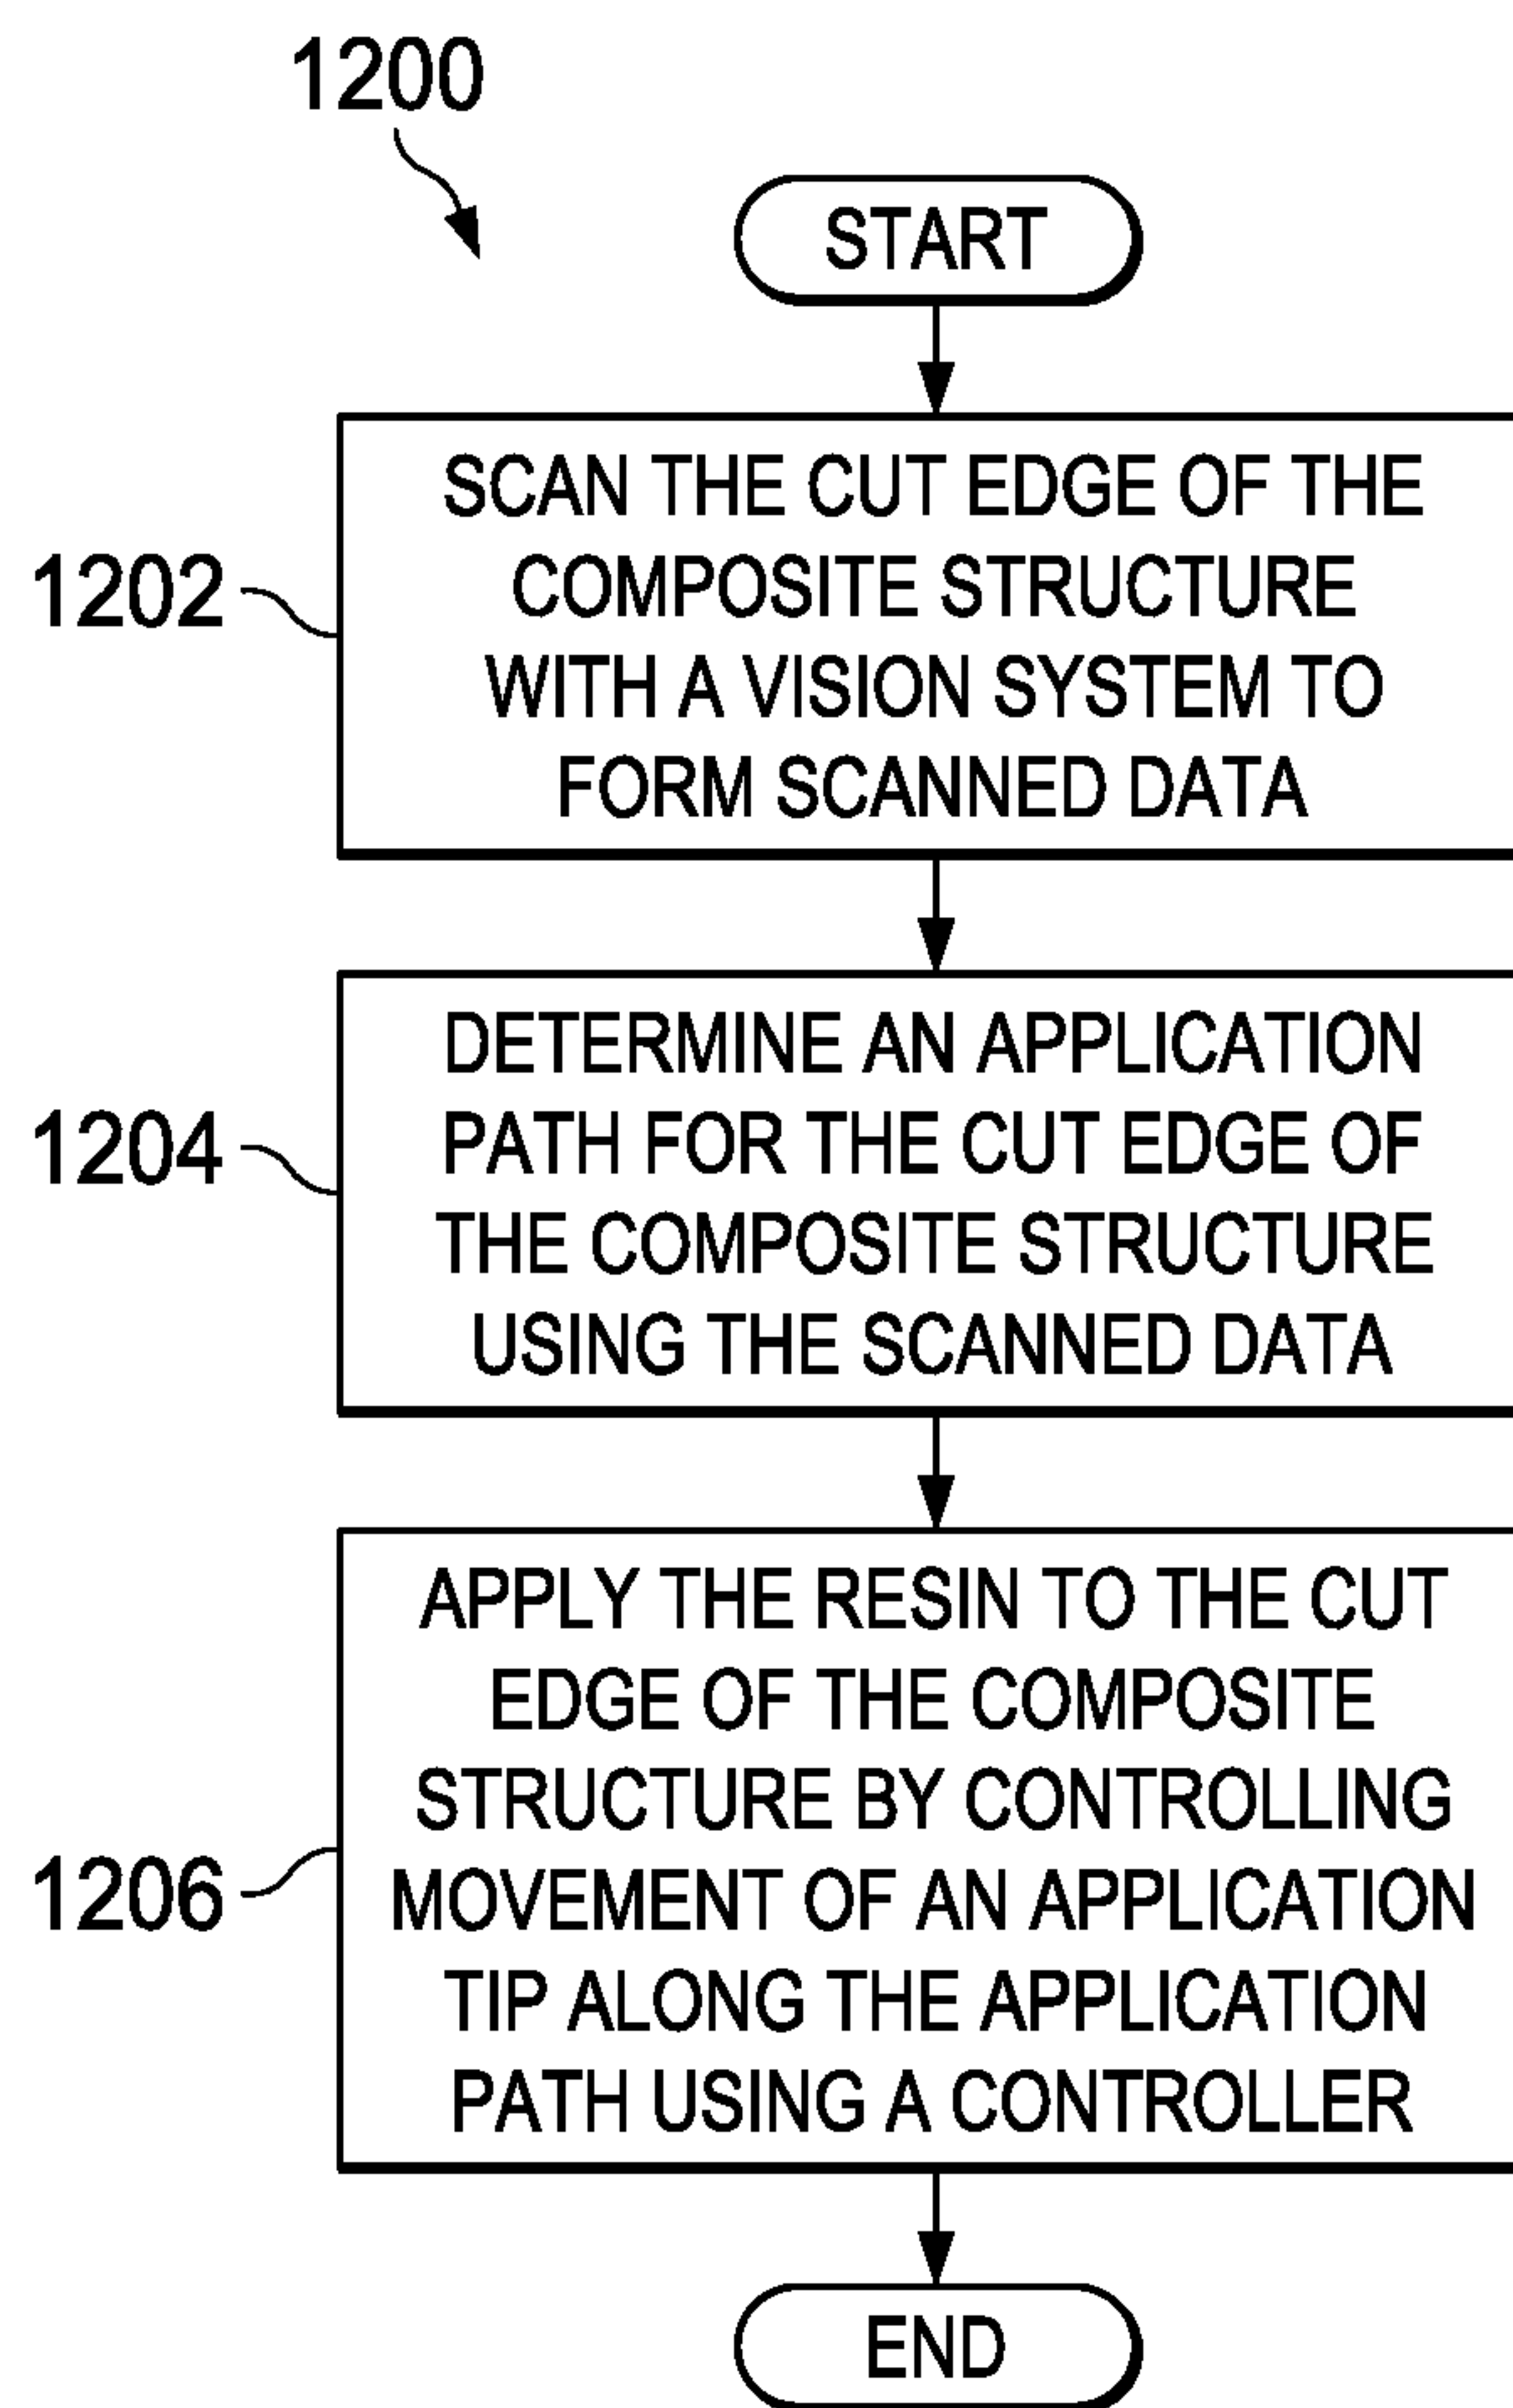 1200
START
1202
SCAN THE CUT EDGE OF THE
COMPOSITE STRUCTURE
WITH A VISION SYSTEM TO
FORM SCANNED DATA
1204
DETERMINE AN APPLICATION
PATH FOR THE CUT EDGE OF
THE COMPOSITE STRUCTURE
USING THE SCANNED DATA
1206
APPLY THE RESIN TO THE CUT
EDGE OF THE COMPOSITE
STRUCTURE BY CONTROLLING
MOVEMENT OF AN APPLICATION
TIP ALONG THE APPLICATION
PATH USING A CONTROLLER
END